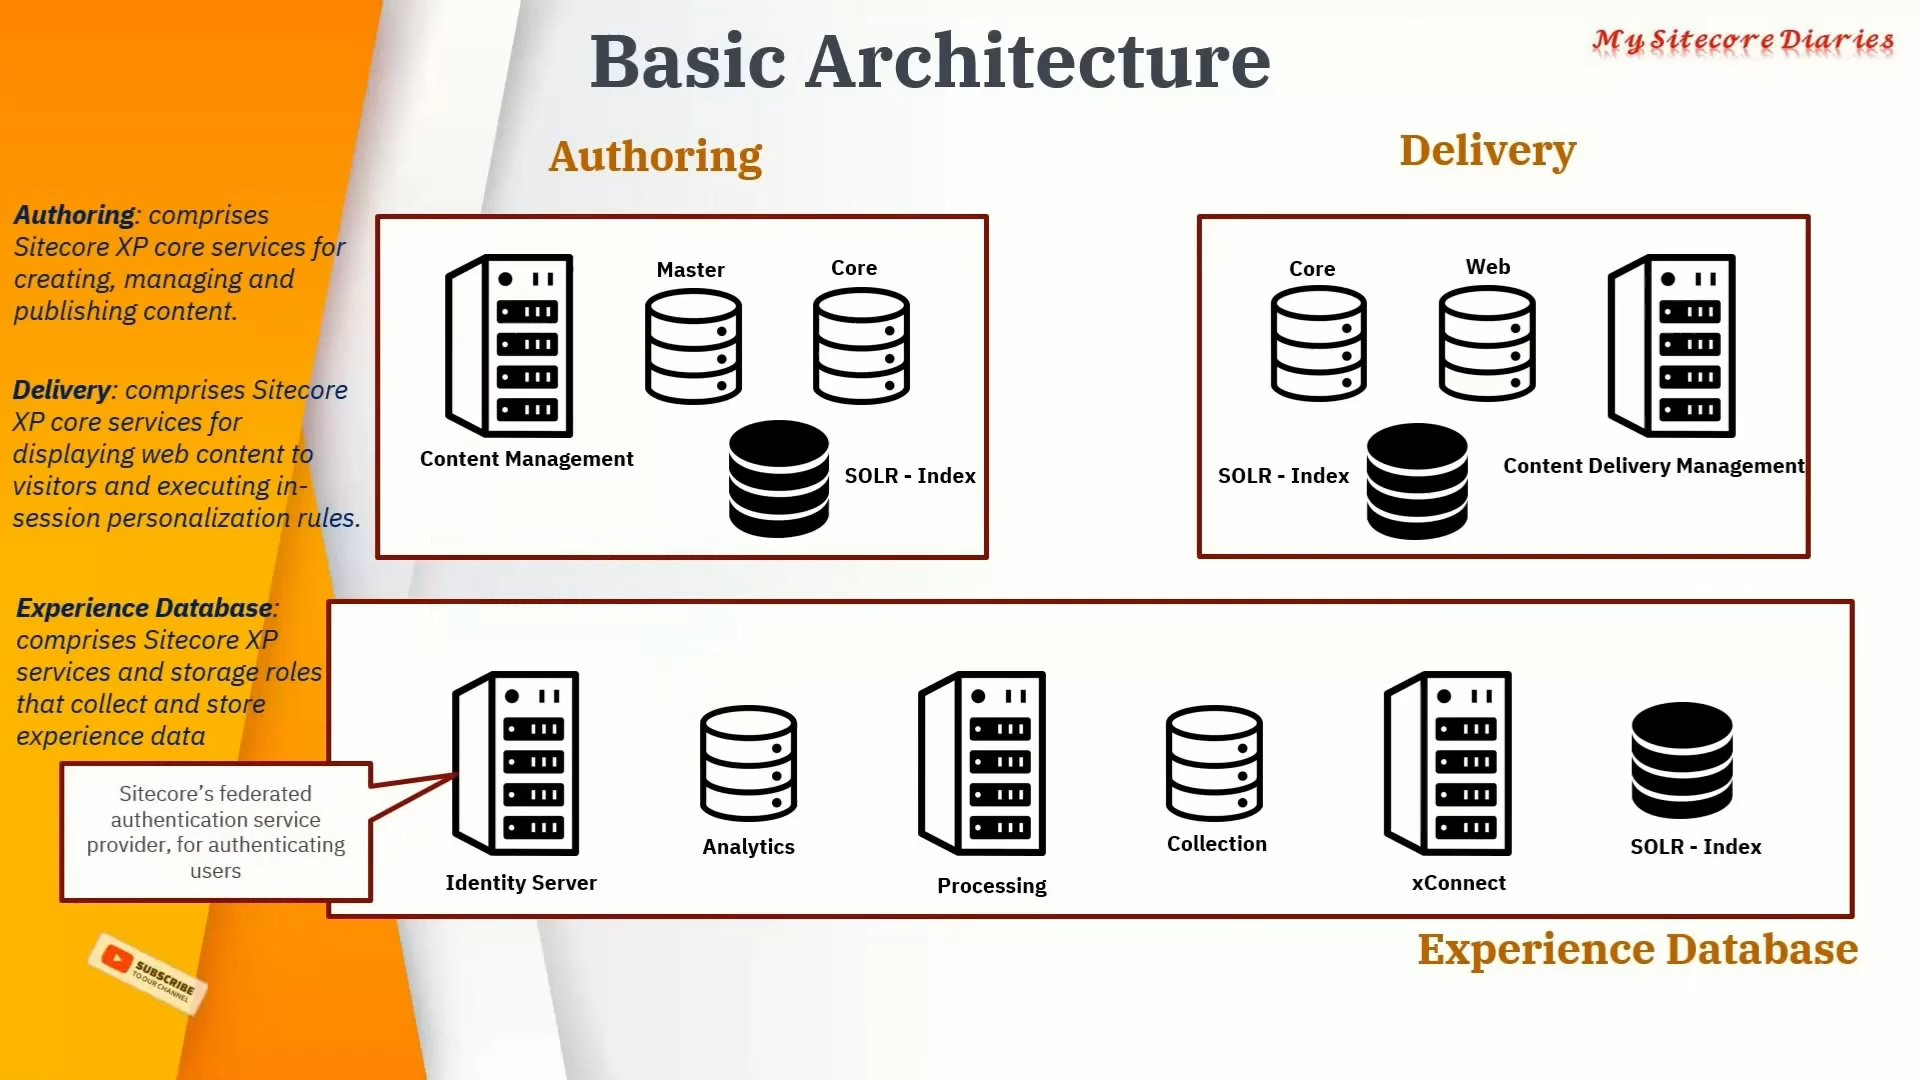 Basic Architecture
My Sitecore Diaries
Authoring
Delivery
Authoring: comprises
Sitecore XP core services for
creating, managing and
publishing content.
Delivery: comprises Sitecore
XP core services for
displaying web content to
visitors and executing in-
session personalization rules.
Experience Database:
comprises Sitecore XP
services and storage roles
that collect and store
experience data
Master
Core
Content Management
SOLR - Index
Core
Web
SOLR - Index
Content Delivery Management
Sitecore’s federated
authentication service
provider, for authenticating
users
Identity Server
Analytics
Processing
Collection
xConnect
SOLR - Index
Experience Database
SUBSCRIBE
TO OUR CHANNEL